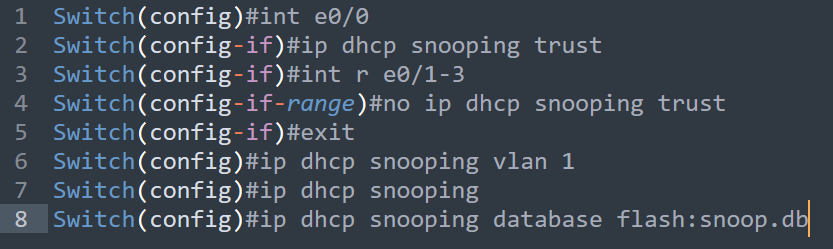 1 Switch(config)#int e0/0
2 Switch(config-if)#ip dhcp snooping trust
3 Switch(config-if)#int r e0/1-3
4 Switch(config-if-range)#no ip dhcp snooping trust
5 Switch(config-if)#exit
6 Switch(config)#ip dhcp snooping vlan 1
7 Switch(config)#ip dhcp snooping
8 Switch(config)#ip dhcp snooping database flash:snoop.db